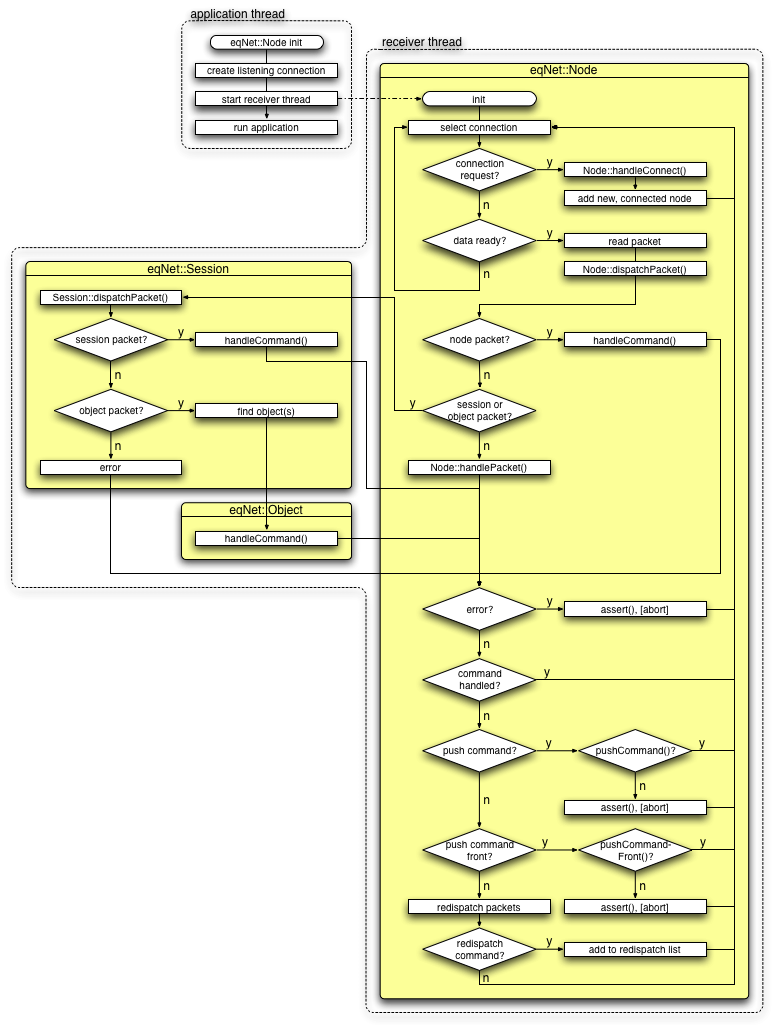 application thread
eqNet::Node init
create listening connection
start receiver thread
run application
receiver thread
eqNet::Node
init
select connection
connection
request?
y
Node::handleConnect()
add new, connected node
n
data ready?
y
read packet
Node::dispatchPacket()
n
node packet?
y
handleCommand()
n
session or
object packet?
y
n
Node::handlePacket()
eqNet::Session
Session::dispatchPacket()
session packet?
y
handleCommand()
n
object packet?
y
find object(s)
n
error
eqNet::Object
handleCommand()
error?
y
assert(), [abort]
n
command
handled?
y
n
push command?
y
pushCommand()?
y
n
assert(), [abort]
n
push command
front?
y
pushCommand-
Front()?
y
n
assert(), [abort]
n
redispatch packets
redispatch
command?
y
add to redispatch list
n